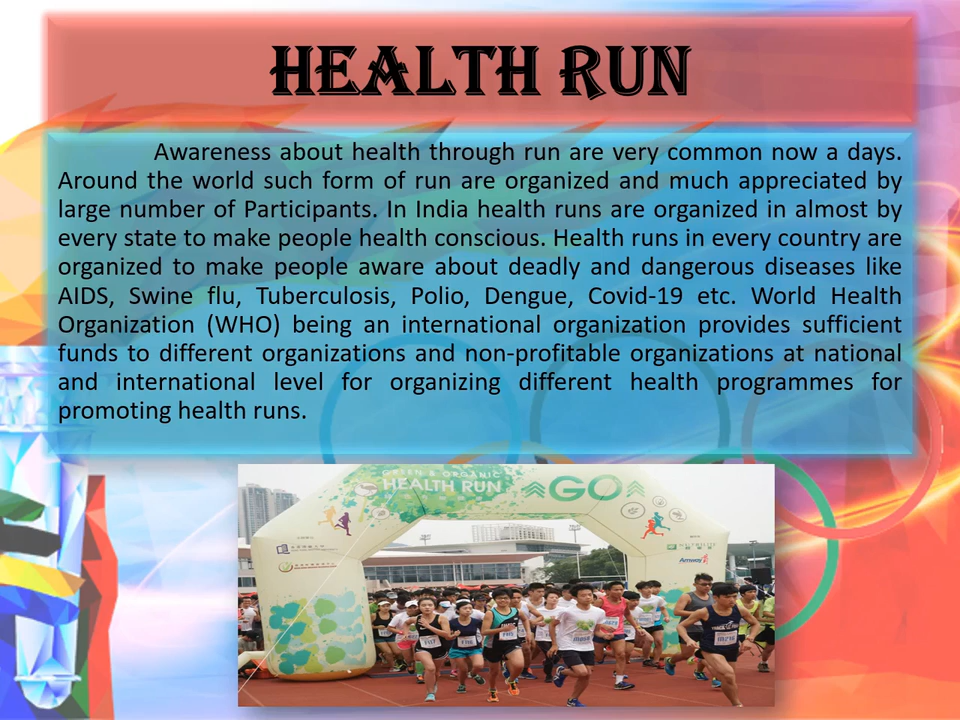 HEALTH RUN
Awareness about health through run are very common now a days.
Around the world such form of run are organized and much appreciated by
large number of Participants. In India health runs are organized in almost by
every state to make people health conscious. Health runs in every country are
organized to make people aware about deadly and dangerous diseases like
AIDS, Swine flu, Tuberculosis, Polio, Dengue, Covid-19 etc. World Health
Organization (WHO) being an international organization provides sufficient
funds to different organizations and non-profitable organizations at national
and international level for organizing different health programmes for
promoting health runs.
GREEN & ORGANIC
HEALTH RUN
GO
NUTRILITE
Amway